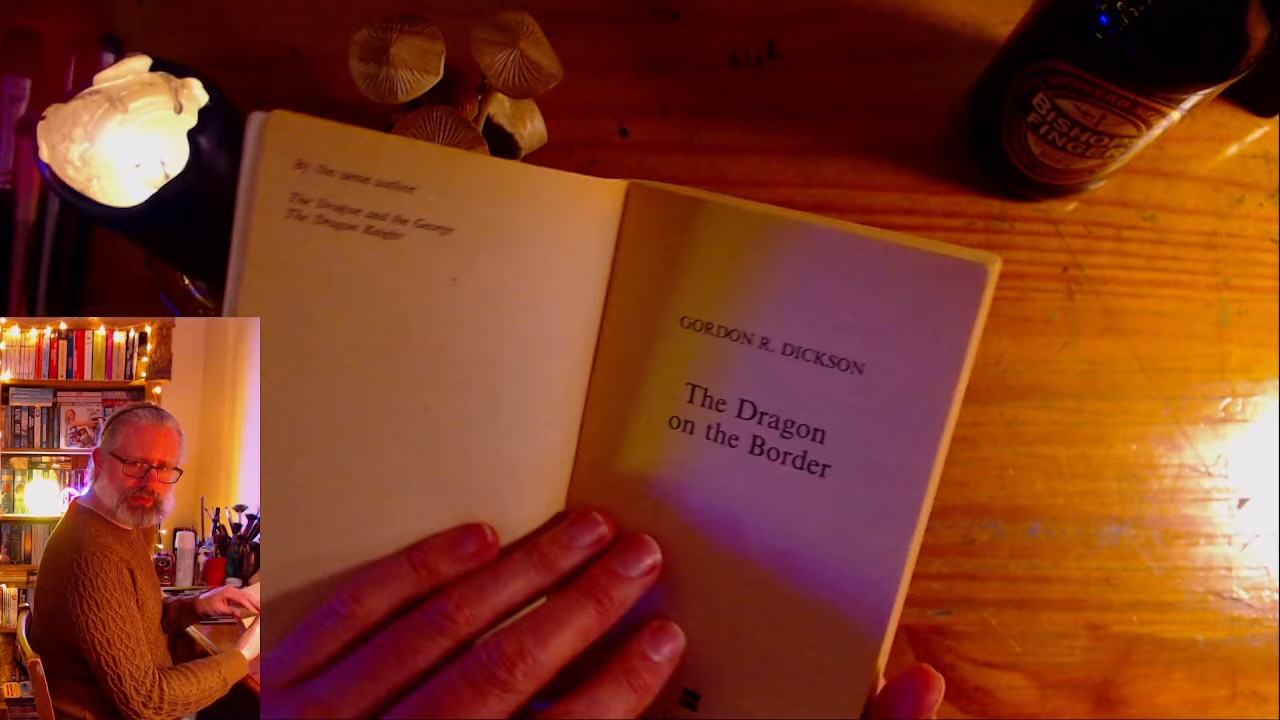 By the same author
The Dragon and the George
The Dragon Knight
GORDON R. DICKSON
The Dragon
on the Border
BISHOPS
FINGER